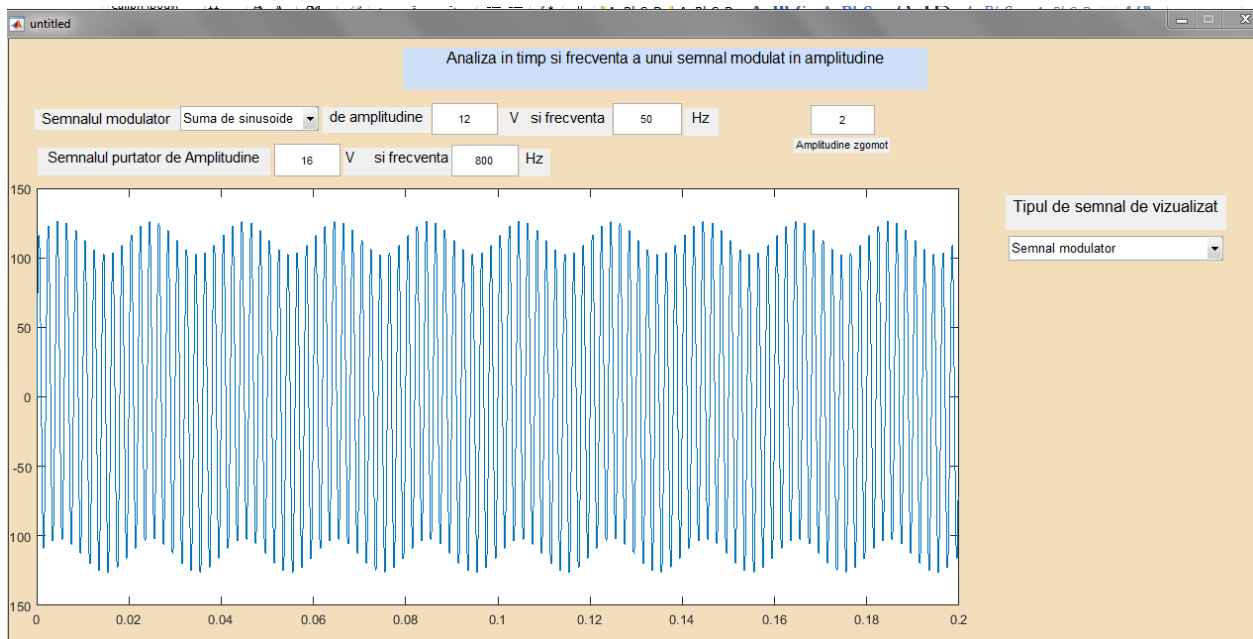 untitled
Analiza in timp si frecventa a unui semnal modulat in amplitudine
Semnalul modulator Suma de sinusoide de amplitudine 12 V si frecventa 50 Hz 2
Amplitudine zgomot
Semnalul purtator de Amplitudine 16 V si frecventa 800 Hz
Tipul de semnal de vizualizat
Semnal modulator
150
100
50
0
-50
100
150
0 0.02 0.04 0.06 0.08 0.1 0.12 0.14 0.16 0.18 0.2